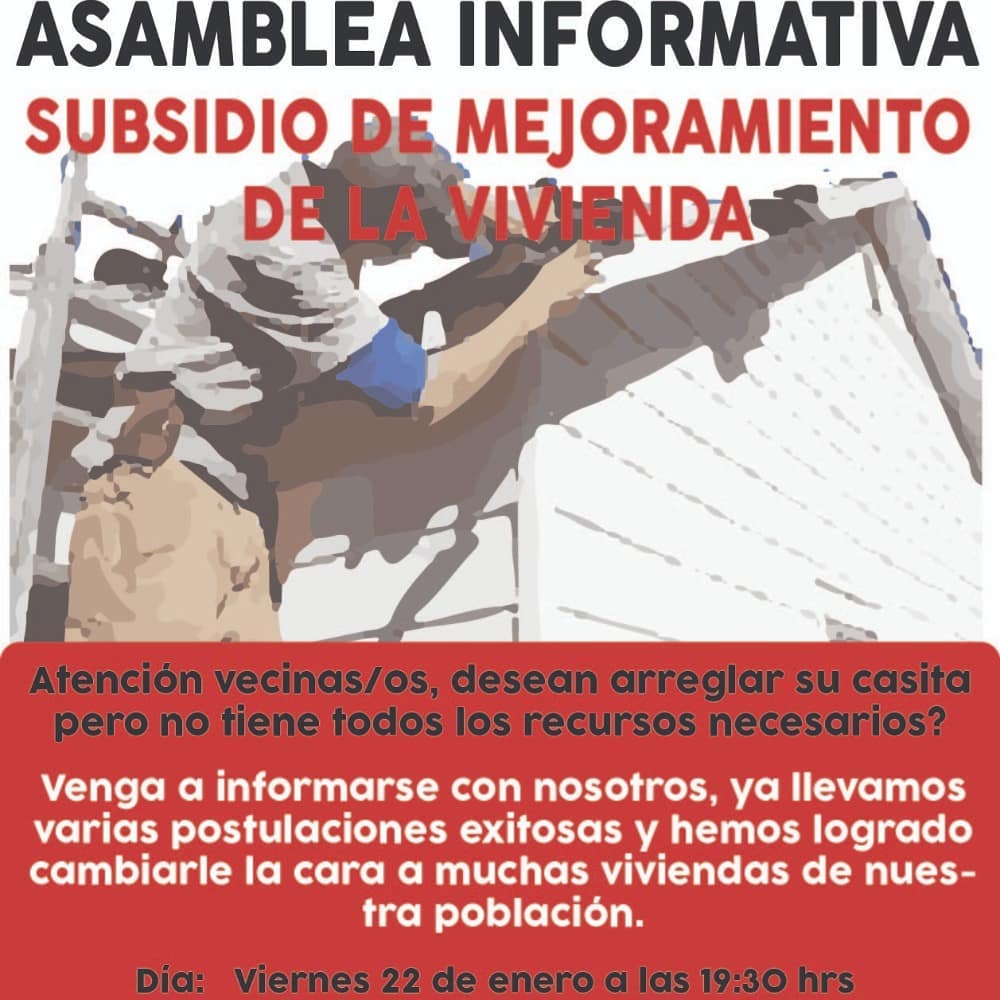 ASAMBLEA INFORMATIVA
SUBSIDIO DE MEJORAMIENTO
DE LA VIVIENDA
Atención vecinas/os, desean arreglar su casita
pero no tiene todos los recursos necesarios?
Venga a informarse con nosotros, ya llevamos
varias postulaciones exitosas y hemos logrado
cambiarle la cara a muchas viviendas de nues-
tra población.
Día: Viernes 22 de enero a las 19:30 hrs